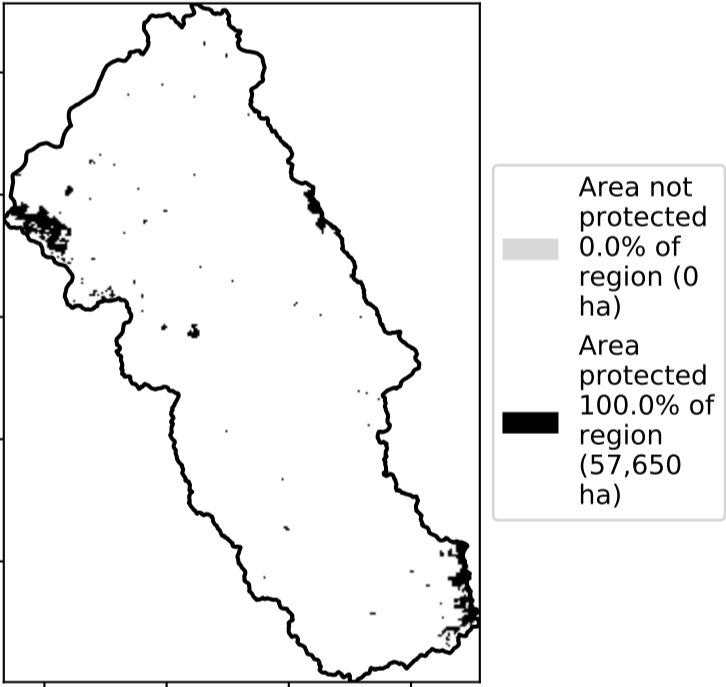 Area not
protected
0.0% of
region (0
ha)
Area
protected
100.0% of
region
(57,650
ha)